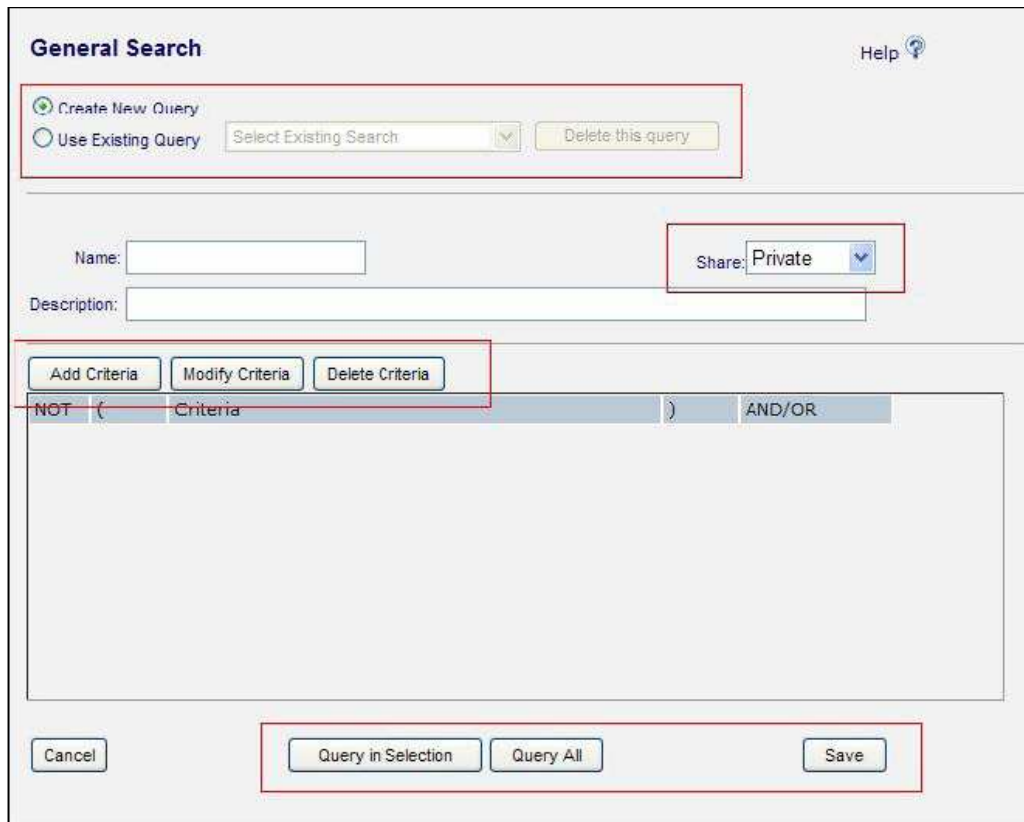 General Search
Help
Create New Query
Use Existing Query Select Existing Search Delete this query
Name: Share: Private
Description:
Add Criteria Modify Criteria Delete Criteria
NOT ( Criteria ) AND/OR
Cancel Query in Selection Query All Save